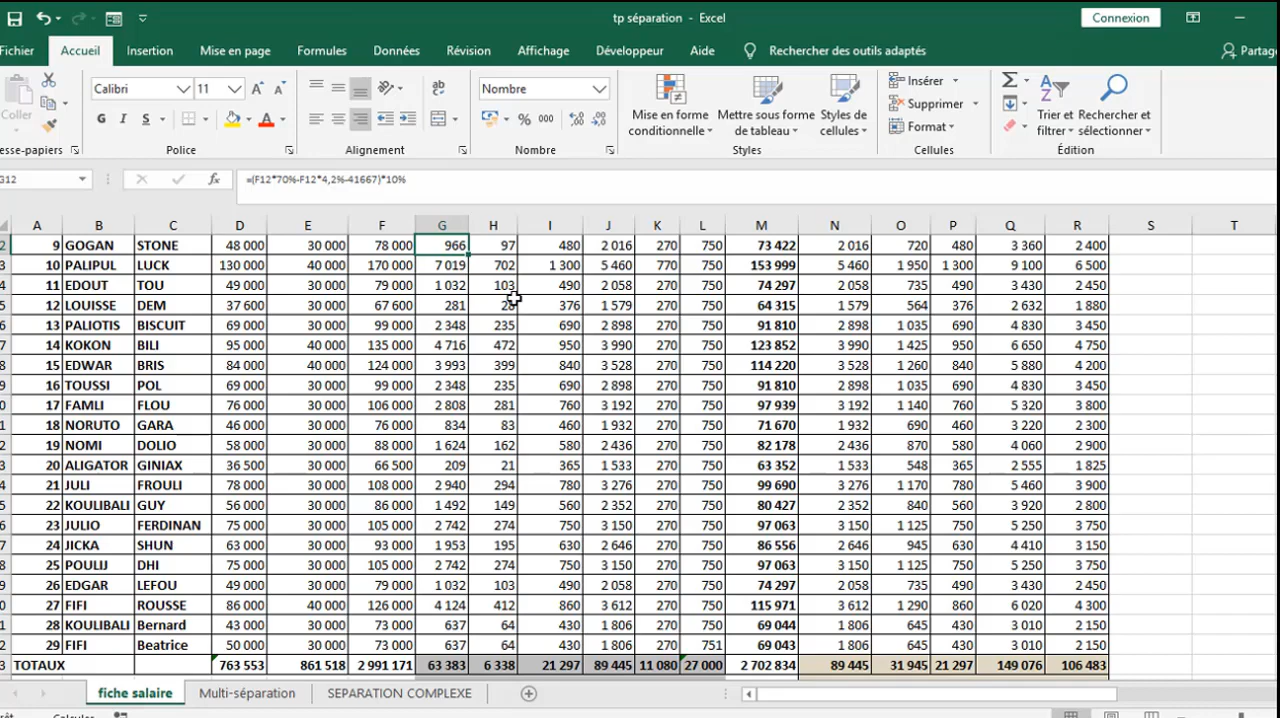 tp séparation - Excel
Connexion
Fichier Accueil Insertion Mise en page Formules Données Révision Affichage Développeur Aide Rechercher des outils adaptés Partag
Calibri 11 Nombre
Coller
G I S
Mise en forme conditionnelle
Mettre sous forme de tableau
Styles de cellules
Insérer
Supprimer
Format
Trier et filtrer
Rechercher et sélectionner
esse-papiers Police Alignement Nombre Styles Cellules Édition
G12 fx =(F12*70%-F12*4,2%-41667)*10%
A B C D E F G H I J K L M N O P Q R S T
2 9 GOGAN STONE 48 000 30 000 78 000 966 97 480 2 016 270 750 73 422 2 016 720 480 3 360 2 400
3 10 PALIPUL LUCK 130 000 40 000 170 000 7 019 702 1 300 5 460 770 750 153 999 5 460 1 950 1 300 9 100 6 500
4 11 EDOUT TOU 49 000 30 000 79 000 1 032 103 490 2 058 270 750 74 297 2 058 735 490 3 430 2 450
5 12 LOUISSE DEM 37 600 30 000 67 600 281 28 376 1 579 270 750 64 315 1 579 564 376 2 632 1 880
6 13 PALIOTIS BISCUIT 69 000 30 000 99 000 2 348 235 690 2 898 270 750 91 810 2 898 1 035 690 4 830 3 450
7 14 KOKON BILI 95 000 40 000 135 000 4 716 472 950 3 990 270 750 123 852 3 990 1 425 950 6 650 4 750
8 15 EDWAR BRIS 84 000 40 000 124 000 3 993 399 840 3 528 270 750 114 220 3 528 1 260 840 5 880 4 200
9 16 TOUSSI POL 69 000 30 000 99 000 2 348 235 690 2 898 270 750 91 810 2 898 1 035 690 4 830 3 450
0 17 FAMLI FLOU 76 000 30 000 106 000 2 808 281 760 3 192 270 750 97 939 3 192 1 140 760 5 320 3 800
1 18 NORUTO GARA 46 000 30 000 76 000 834 83 460 1 932 270 750 71 670 1 932 690 460 3 220 2 300
2 19 NOMI DOLIO 58 000 30 000 88 000 1 624 162 580 2 436 270 750 82 178 2 436 870 580 4 060 2 900
3 20 ALIGATOR GINIAX 36 500 30 000 66 500 209 21 365 1 533 270 750 63 352 1 533 548 365 2 555 1 825
4 21 JULI FROULI 78 000 30 000 108 000 2 940 294 780 3 276 270 750 99 690 3 276 1 170 780 5 460 3 900
5 22 KOULIBALI GUY 56 000 30 000 86 000 1 492 149 560 2 352 270 750 80 427 2 352 840 560 3 920 2 800
6 23 JULIO FERDINAN 75 000 30 000 105 000 2 742 274 750 3 150 270 750 97 063 3 150 1 125 750 5 250 3 750
7 24 JICKA SHUN 63 000 30 000 93 000 1 953 195 630 2 646 270 750 86 556 2 646 945 630 4 410 3 150
8 25 POULIJ DHI 75 000 30 000 105 000 2 742 274 750 3 150 270 750 97 063 3 150 1 125 750 5 250 3 750
9 26 EDGAR LEFOU 49 000 30 000 79 000 1 032 103 490 2 058 270 750 74 297 2 058 735 490 3 430 2 450
0 27 FIFI ROUSSE 86 000 40 000 126 000 4 124 412 860 3 612 270 750 115 971 3 612 1 290 860 6 020 4 300
1 28 KOULIBALI Bernard 43 000 30 000 73 000 637 64 430 1 806 270 750 69 044 1 806 645 430 3 010 2 150
2 29 FIFI Beatrice 50 000 30 000 73 000 637 64 430 1 806 270 751 69 043 1 806 645 430 3 010 2 150
3 TOTAUX 763 553 861 518 2 991 171 63 383 6 338 21 297 89 445 11 080 27 000 2 702 834 89 445 31 945 21 297 149 076 106 483
fiche salaire Multi-séparation SEPARATION COMPLEXE